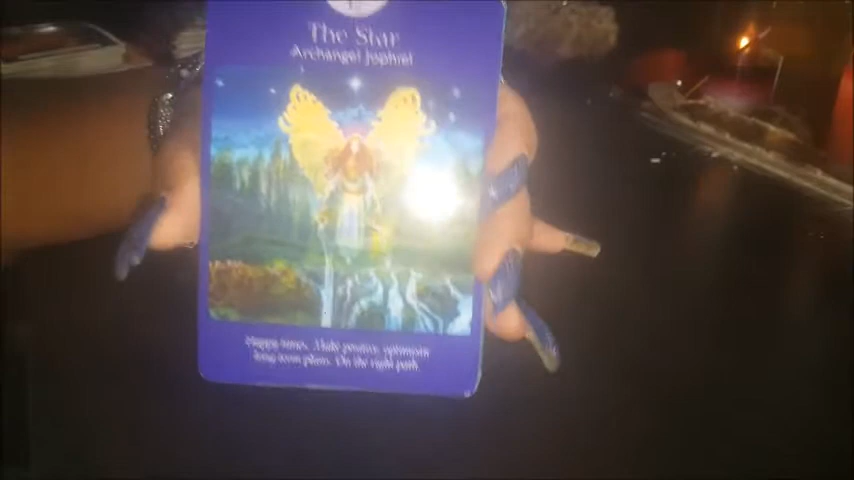 The Star
Archangel Jophiel
Happy times. Make positive, optimistic
long-term plans. On the right path.